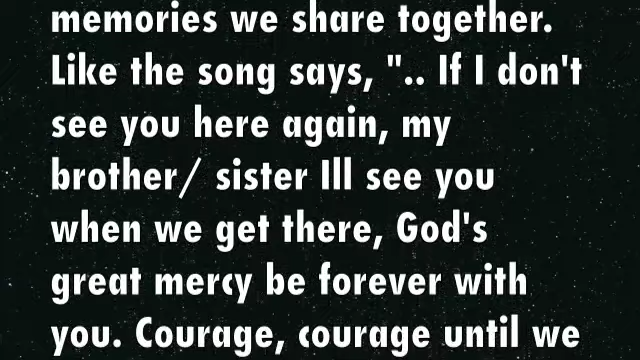 memories we share together.
Like the song says, ".. If I don't
see you here again, my
brother/ sister Ill see you
when we get there, God's
great mercy be forever with
you. Courage, courage until we